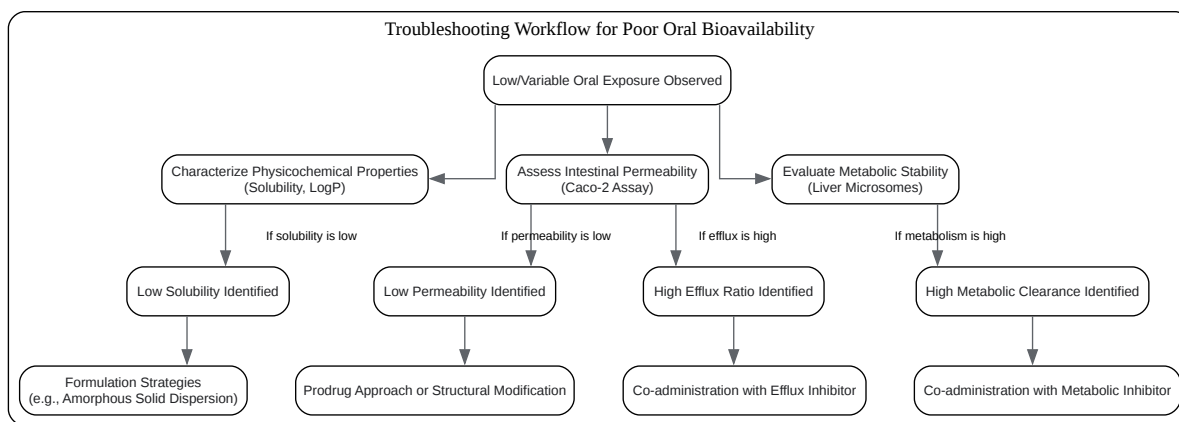 Troubleshooting Workflow for Poor Oral Bioavailability
Low/Variable Oral Exposure Observed
Characterize Physicochemical Properties
(Solubility, LogP)
Assess Intestinal Permeability
(Caco-2 Assay)
Evaluate Metabolic Stability
(Liver Microsomes)
If solubility is low
If permeability is low
If efflux is high
If metabolism is high
Low Solubility Identified
Low Permeability Identified
High Efflux Ratio Identified
High Metabolic Clearance Identified
Formulation Strategies
(e.g., Amorphous Solid Dispersion)
Prodrug Approach or Structural Modification
Co-administration with Efflux Inhibitor
Co-administration with Metabolic Inhibitor